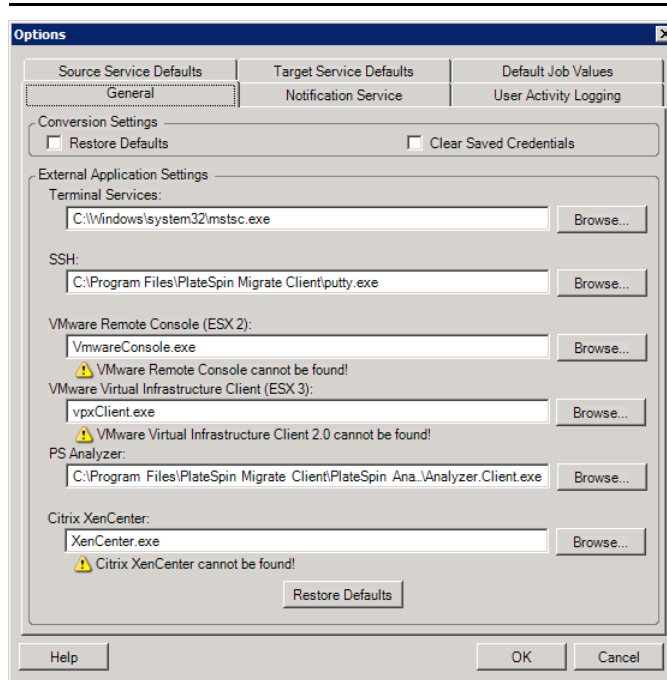 Options
Source Service Defaults
Target Service Defaults
Default Job Values
General
Notification Service
User Activity Logging
Conversion Settings
Restore Defaults
Clear Saved Credentials
External Application Settings
Terminal Services:
C:\Windows\system32\mstsc.exe
Browse...
SSH:
C:\Program Files\PlateSpin Migrate Client\putty.exe
Browse...
VMware Remote Console (ESX 2):
VmwareConsole.exe
Browse...
VMware Remote Console cannot be found!
VMware Virtual Infrastructure Client (ESX 3):
vpxClient.exe
Browse...
VMware Virtual Infrastructure Client 2.0 cannot be found!
PS Analyzer:
C:\Program Files\PlateSpin Migrate Client\PlateSpin Ana..\Analyzer.Client.exe
Browse...
Citrix XenCenter:
XenCenter.exe
Browse...
Citrix XenCenter cannot be found!
Restore Defaults
Help
OK
Cancel